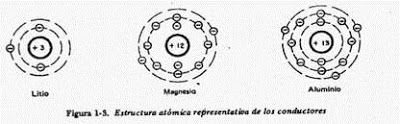 +3 +12 +13
Litio Magnesio Aluminio
Figura 1-3. Estructura atómica representativa de los conductores